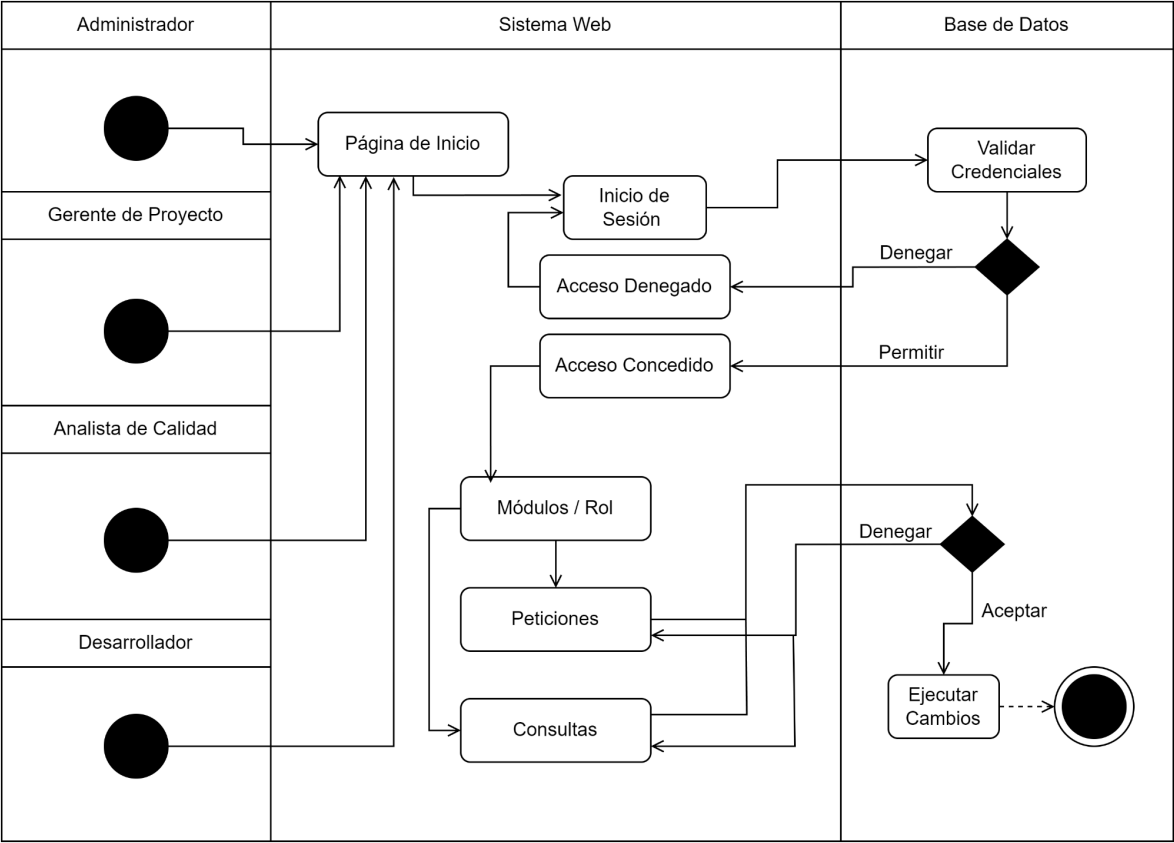 Administrador
Sistema Web
Base de Datos
Página de Inicio
Validar
Credenciales
Inicio de
Sesión
Gerente de Proyecto
Denegar
Acceso Denegado
Permitir
Acceso Concedido
Analista de Calidad
Módulos / Rol
Denegar
Peticiones
Aceptar
Desarrollador
Ejecutar
Cambios
Consultas